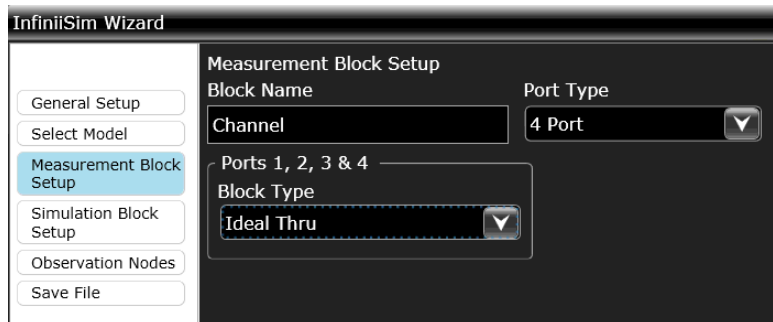 InfiniiSim Wizard
General Setup
Select Model
Measurement Block
Setup
Simulation Block
Setup
Observation Nodes
Save File
Measurement Block Setup
Block Name
Channel
Port Type
4 Port
Ports 1, 2, 3 & 4
Block Type
Ideal Thru